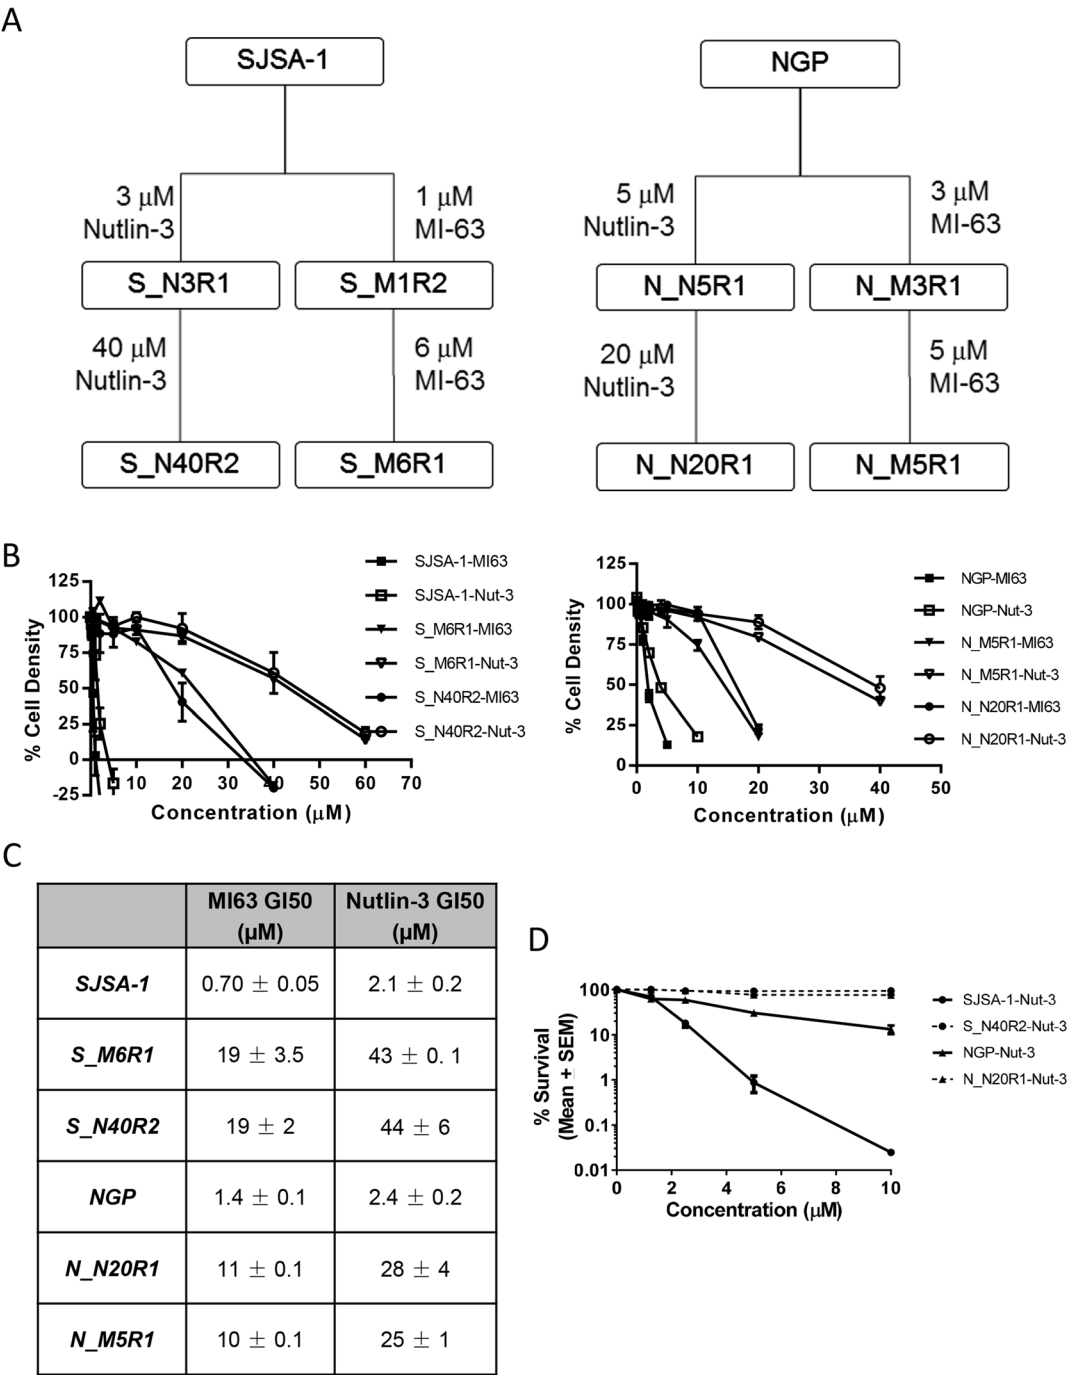 A
SJSA-1
NGP
3 μM
Nutlin-3
1 μM
MI-63
5 μM
Nutlin-3
3 μM
MI-63
S_N3R1
S_M1R2
N_N5R1
N_M3R1
40 μM
Nutlin-3
6 μM
MI-63
20 μM
Nutlin-3
5 μM
MI-63
S_N40R2
S_M6R1
N_N20R1
N_M5R1
B
% Cell Density
125
100
75
50
25
0
-25
10 20 30 40 50 60 70
Concentration (μM)
SJSA-1-MI63
SJSA-1-Nut-3
S_M6R1-MI63
S_M6R1-Nut-3
S_N40R2-MI63
S_N40R2-Nut-3
% Cell Density
125
100
75
50
25
0
0 10 20 30 40 50
Concentration (μM)
NGP-MI63
NGP-Nut-3
N_M5R1-MI63
N_M5R1-Nut-3
N_N20R1-MI63
N_N20R1-Nut-3
C
MI63 GI50 (μM) Nutlin-3 GI50 (μM)
SJSA-1 0.70 ± 0.05 2.1 ± 0.2
S_M6R1 19 ± 3.5 43 ± 0. 1
S_N40R2 19 ± 2 44 ± 6
NGP 1.4 ± 0.1 2.4 ± 0.2
N_N20R1 11 ± 0.1 28 ± 4
N_M5R1 10 ± 0.1 25 ± 1
D
% Survival
(Mean ± SEM)
100
10
1
0.1
0.01
0 2 4 6 8 10
Concentration (μM)
SJSA-1-Nut-3
S_N40R2-Nut-3
NGP-Nut-3
N_N20R1-Nut-3